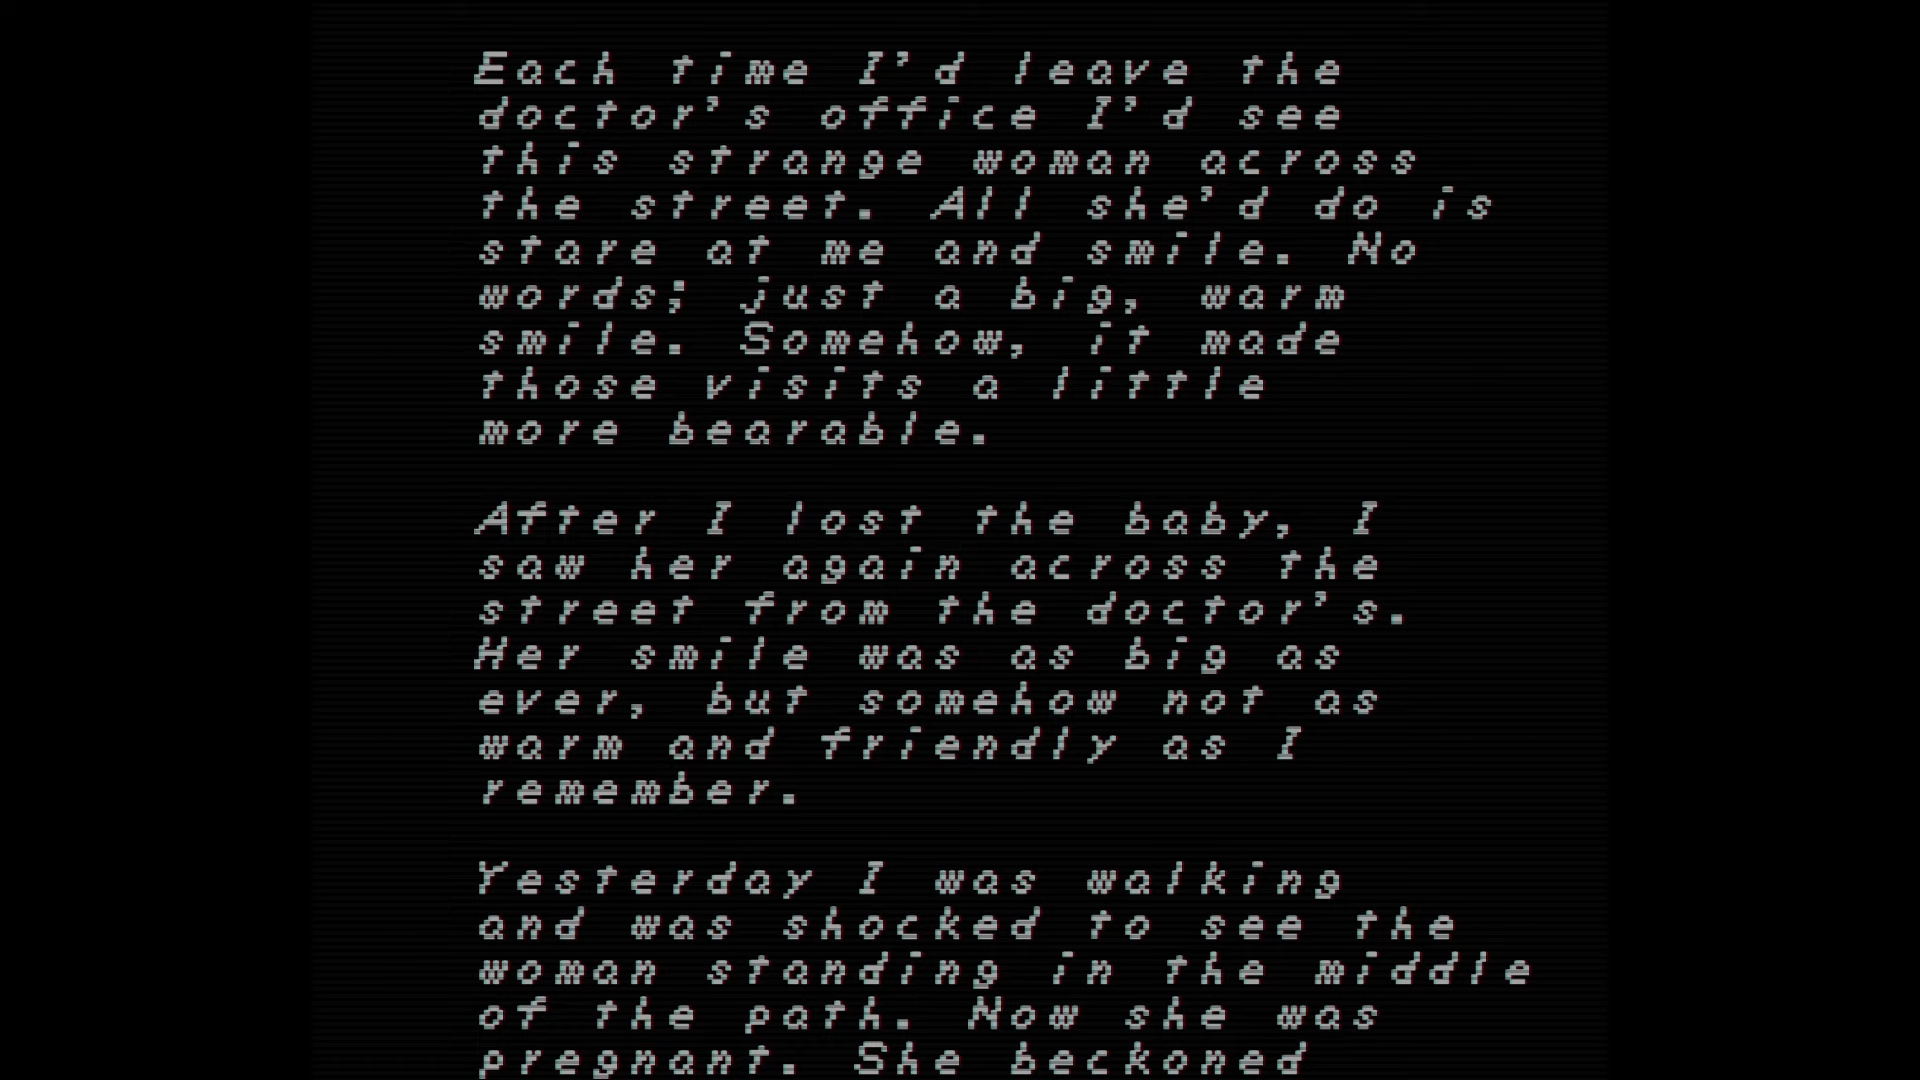 Each time I'd leave the
doctor's office I'd see
this strange woman across
the street. All she'd do is
stare at me and smile. No
words; just a big, warm
smile. Somehow, it made
those visits a little
more bearable.
After I lost the baby, I
saw her again across the
street from the doctor's.
Her smile was as big as
ever, but somehow not as
warm and friendly as I
remember.
Yesterday I was walking
and was shocked to see the
woman standing in the middle
of the path. Now she was
pregnant. She beckoned